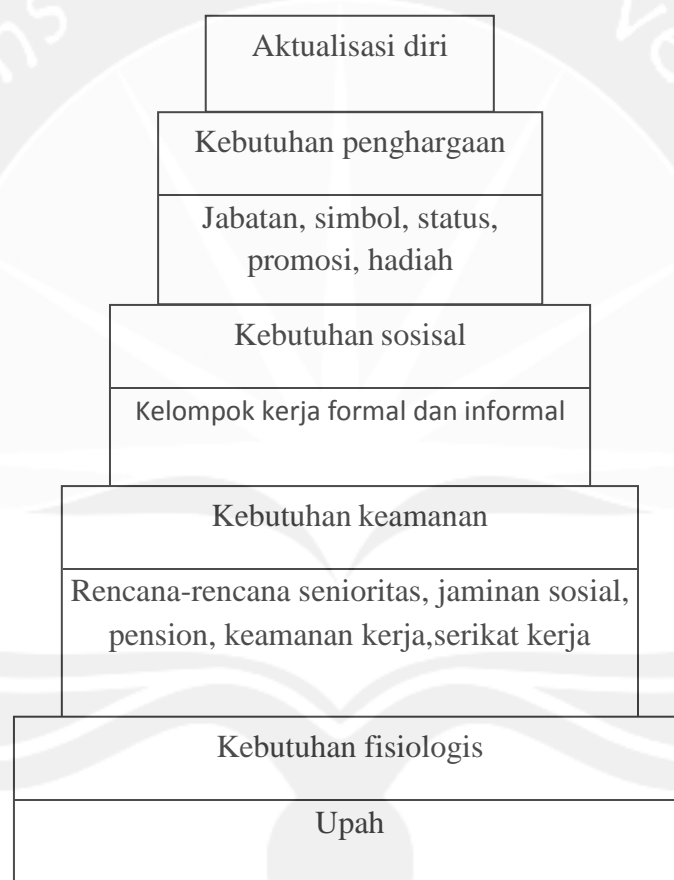 Aktualisasi diri
Kebutuhan penghargaan
Jabatan, simbol, status,
promosi, hadiah
Kebutuhan sosisal
Kelompok kerja formal dan informal
Kebutuhan keamanan
Rencana-rencana senioritas, jaminan sosial,
pension, keamanan kerja,serikat kerja
Kebutuhan fisiologis
Upah